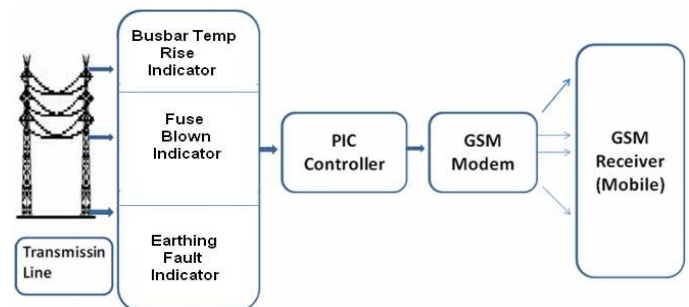 Busbar Temp
Rise
Indicator
Fuse
Blown
Indicator
Earthing
Fault
Indicator
Transmissin
Line
PIC
Controller
GSM
Modem
GSM
Receiver
(Mobile)